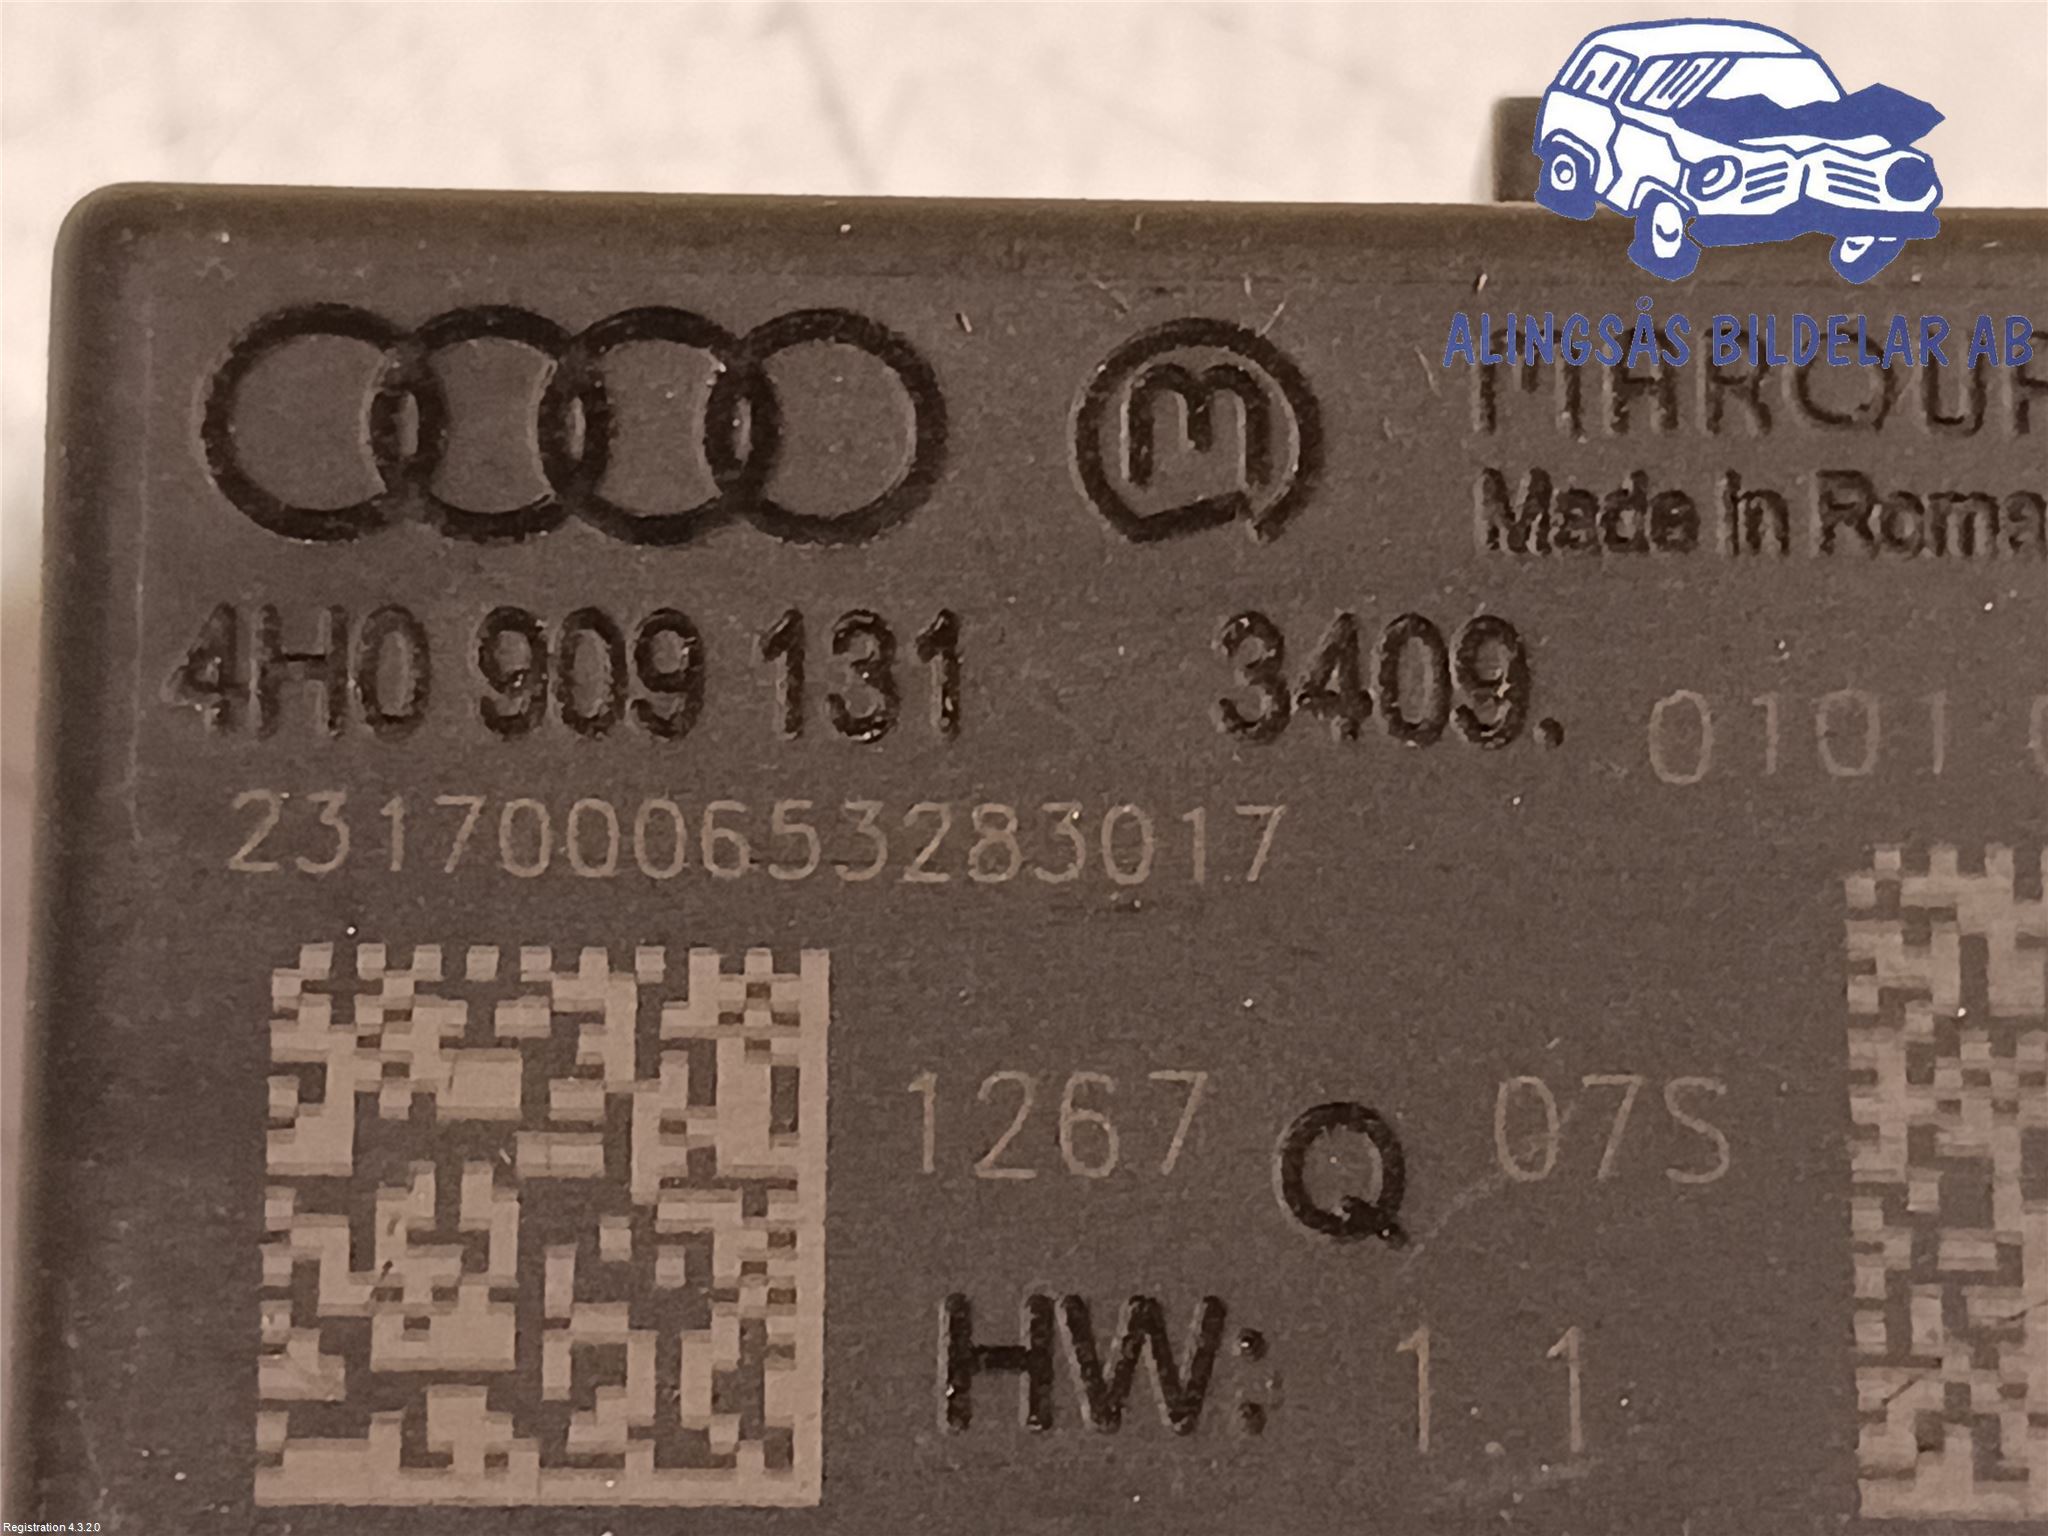 ALINGSÅS BILDELAR AB
Made in Roma
4H0 909 131 3409.
0101
2317000653283017
1267 Q 07S
HW: 1.1
Registration 4.3.2.0